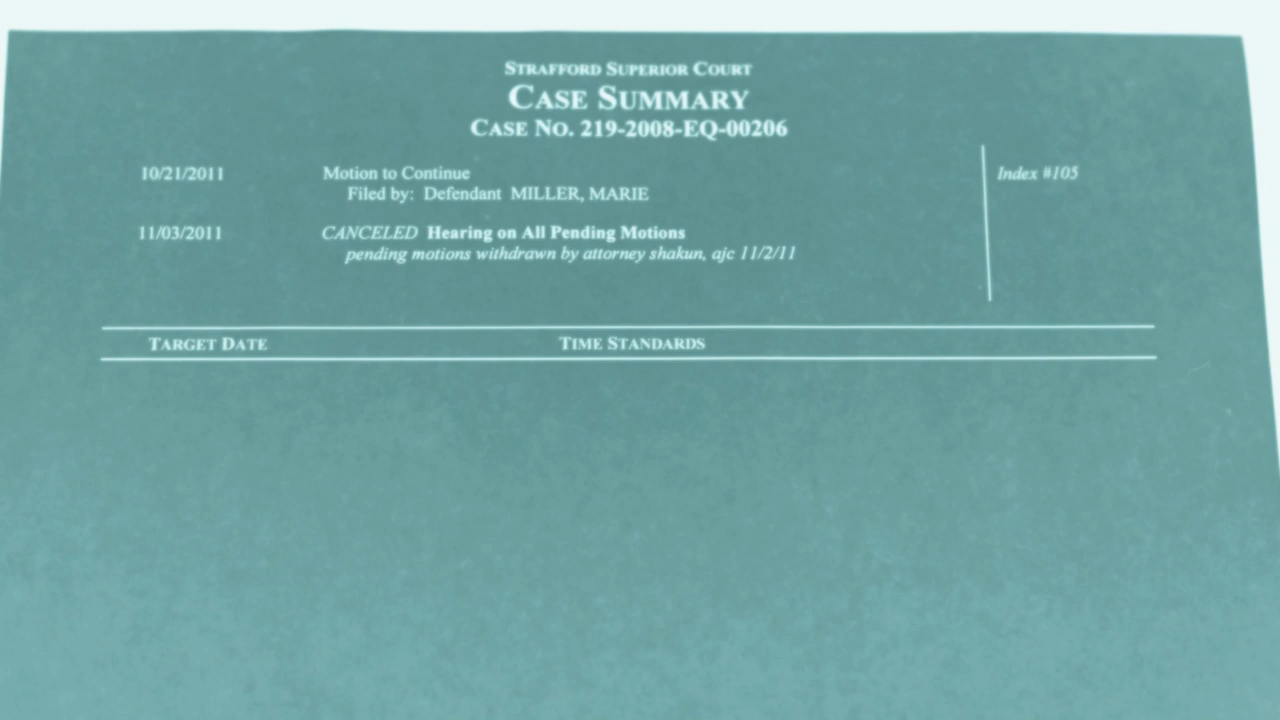 STRAFFORD SUPERIOR COURT
CASE SUMMARY
CASE NO. 219-2008-EQ-00206
10/21/2011 Motion to Continue Index #105
Filed by: Defendant MILLER, MARIE
11/03/2011 CANCELED Hearing on All Pending Motions
pending motions withdrawn by attorney shakun, ajc 11/2/11
TARGET DATE TIME STANDARDS